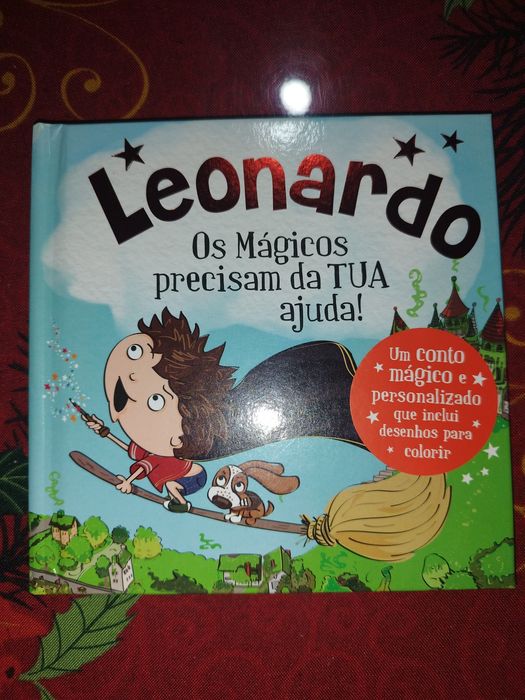 Leonardo
Os Mágicos
precisam da TUA
ajuda!
Um conto
mágico e
personalizado
que inclui
desenhos para
colorir